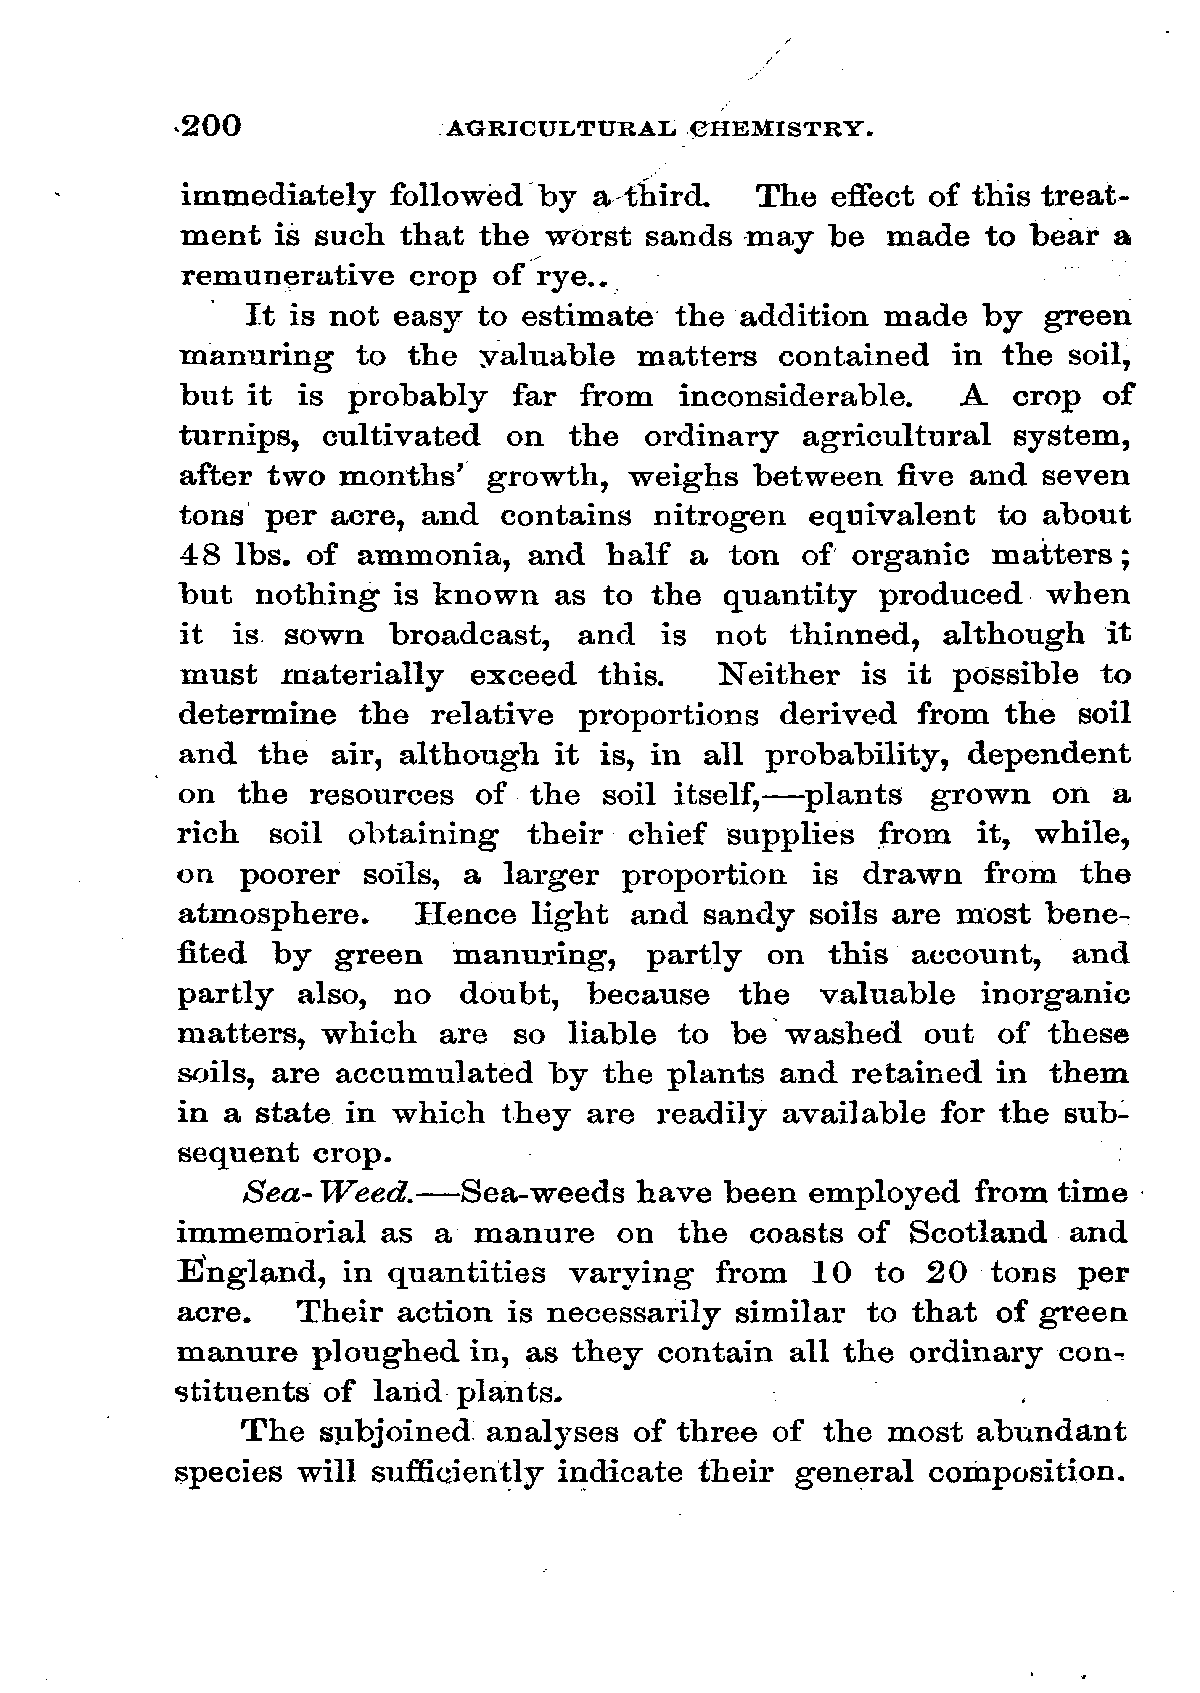 200 AGRICULTURAL CHEMISTRY.
immediately followed by a third. The effect of this treat-
ment is such that the worst sands may be made to bear a
remunerative crop of rye..
It is not easy to estimate the addition made by green
manuring to the valuable matters contained in the soil,
but it is probably far from inconsiderable. A crop of
turnips, cultivated on the ordinary agricultural system,
after two months' growth, weighs between five and seven
tons per acre, and contains nitrogen equivalent to about
48 lbs. of ammonia, and half a ton of organic matters;
but nothing is known as to the quantity produced when
it is sown broadcast, and is not thinned, although it
must materially exceed this. Neither is it possible to
determine the relative proportions derived from the soil
and the air, although it is, in all probability, dependent
on the resources of the soil itself,—plants grown on a
rich soil obtaining their chief supplies from it, while,
on poorer soils, a larger proportion is drawn from the
atmosphere. Hence light and sandy soils are most bene-
fited by green manuring, partly on this account, and
partly also, no doubt, because the valuable inorganic
matters, which are so liable to be washed out of these
soils, are accumulated by the plants and retained in them
in a state in which they are readily available for the sub-
sequent crop.
Sea-Weed.—Sea-weeds have been employed from time
immemorial as a manure on the coasts of Scotland and
England, in quantities varying from 10 to 20 tons per
acre. Their action is necessarily similar to that of green
manure ploughed in, as they contain all the ordinary con-
stituents of land plants.
The subjoined analyses of three of the most abundant
species will sufficiently indicate their general composition.